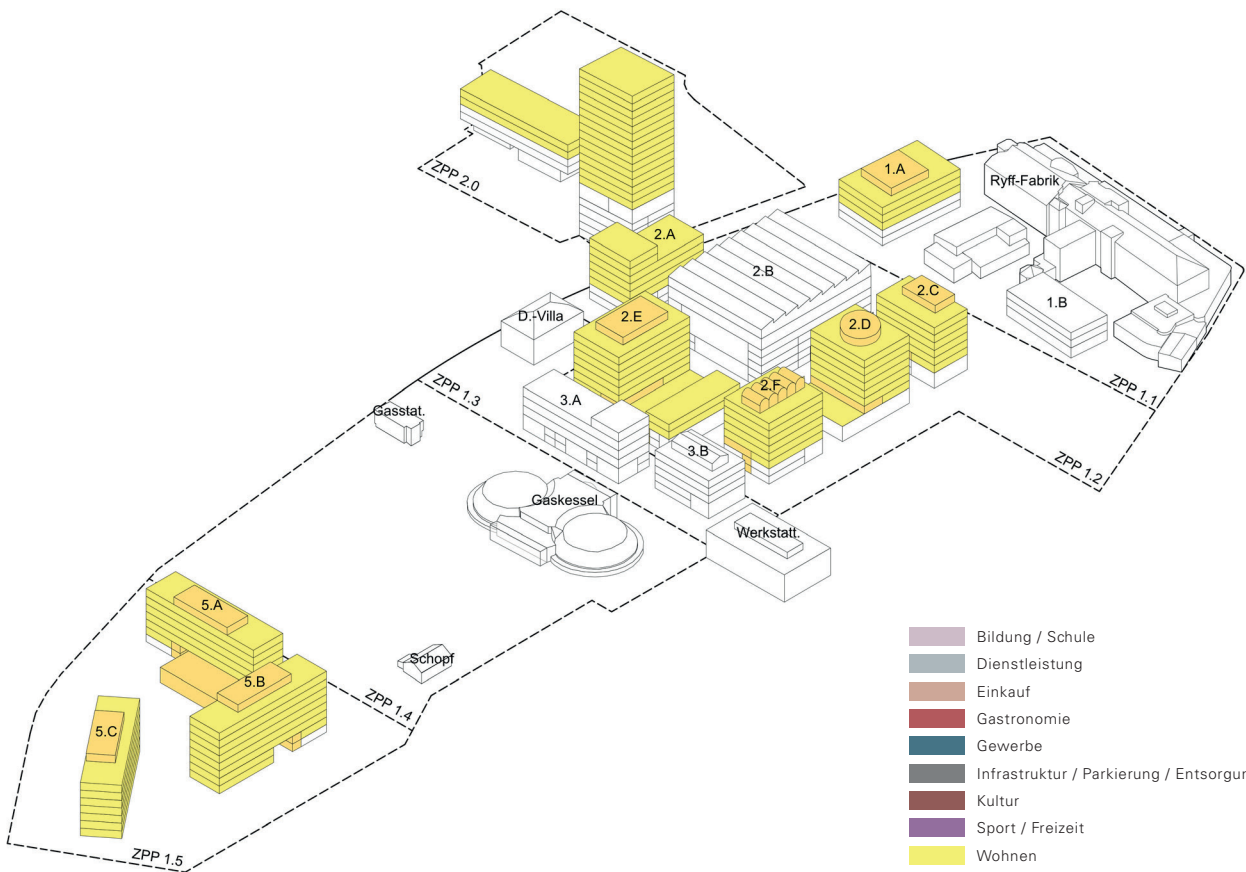 1.A
Ryff-Fabrik
ZPP 2.0
2.A
2.B
2.C
1.B
D.-Villa
2.E
2.D
ZPP 1.1
2.F
3.A
ZPP 1.3
Gasstat.
3.B
ZPP 1.2
Gaskessel
Werkstatt.
5.A
Schopf
5.B
ZPP 1.4
5.C
ZPP 1.5
Bildung / Schule
Dienstleistung
Einkauf
Gastronomie
Gewerbe
Infrastruktur / Parkierung / Entsorgur
Kultur
Sport / Freizeit
Wohnen